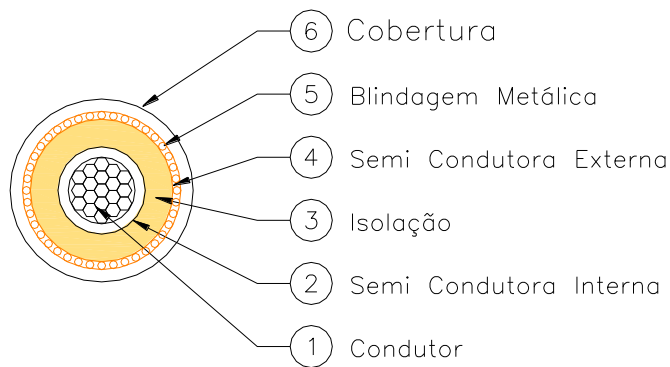 6 Cobertura
5 Blindagem Metálica
4 Semi Condutora Externa
3 Isolação
2 Semi Condutora Interna
1 Condutor